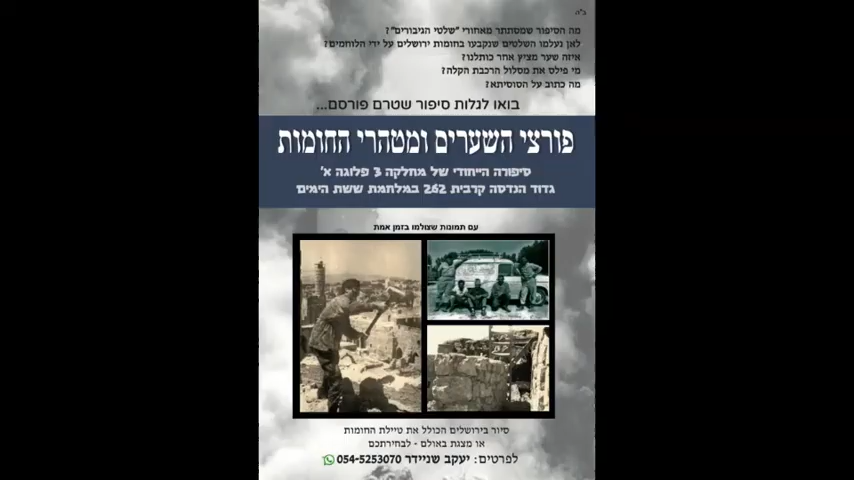 ב"ה
מה הסיפור שמסתתר מאחורי "שלטי הגיבורים"?
לאן נעלמו השלטים שנקבעו בחומות ירושלים על ידי הלוחמים?
איזה שער מציץ אחר כותלנו?
מי פילס את מסלול הרכבת הקלה?
מה כתוב על הסוסיתא?
בואו לגלות סיפור שטרם פורסם...
פורצי השערים ומטהרי החומות
סיפורה הייחודי של מחלקה 3 פלוגה א'
גדוד הנדסה קרבית 262 במלחמת ששת הימים
עם תמונות שצולמו בזמן אמת
סיור בירושלים הכולל את טיילת החומות
או מצגת באולם - לבחירתכם
לפרטים: יעקב שניידר 054-5253070